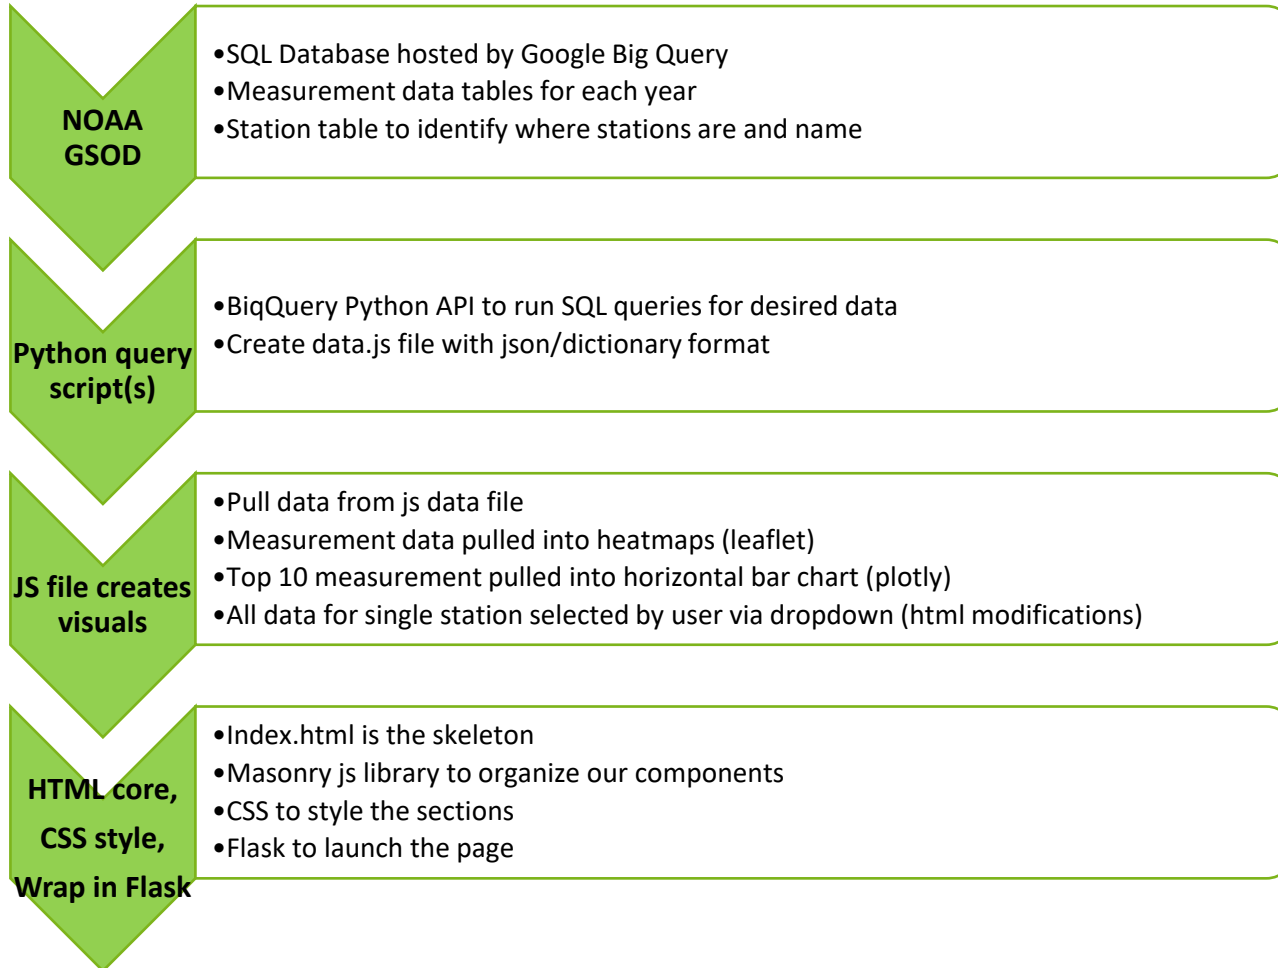 NOAA
GSOD
•SQL Database hosted by Google Big Query
•Measurement data tables for each year
•Station table to identify where stations are and name
Python query
script(s)
•BiqQuery Python API to run SQL queries for desired data
•Create data.js file with json/dictionary format
JS file creates
visuals
•Pull data from js data file
•Measurement data pulled into heatmaps (leaflet)
•Top 10 measurement pulled into horizontal bar chart (plotly)
•All data for single station selected by user via dropdown (html modifications)
HTML core,
CSS style,
Wrap in Flask
•Index.html is the skeleton
•Masonry js library to organize our components
•CSS to style the sections
•Flask to launch the page